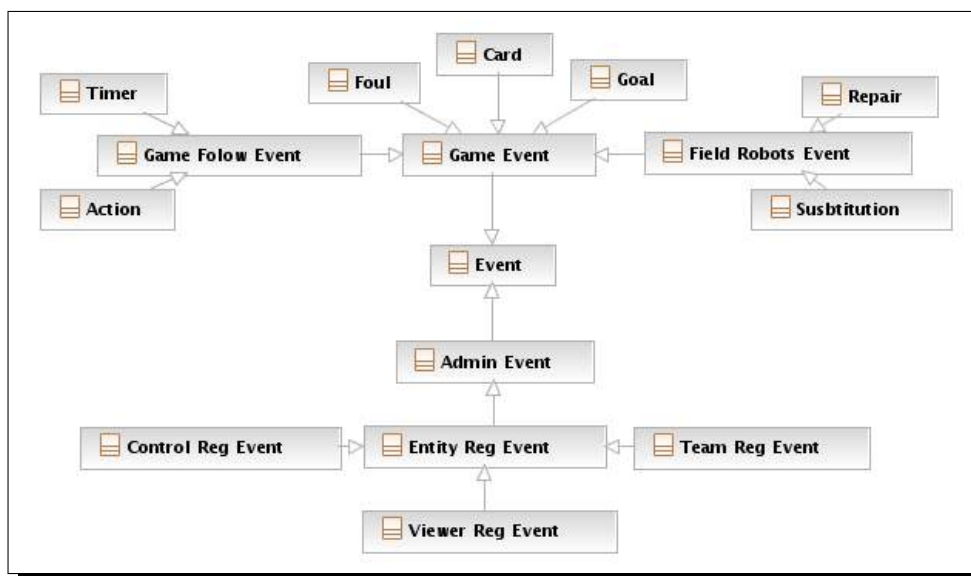 Card
Timer
Foul
Goal
Repair
Game Folow Event
Game Event
Field Robots Event
Action
Susbtitution
Event
Admin Event
Control Reg Event
Entity Reg Event
Team Reg Event
Viewer Reg Event